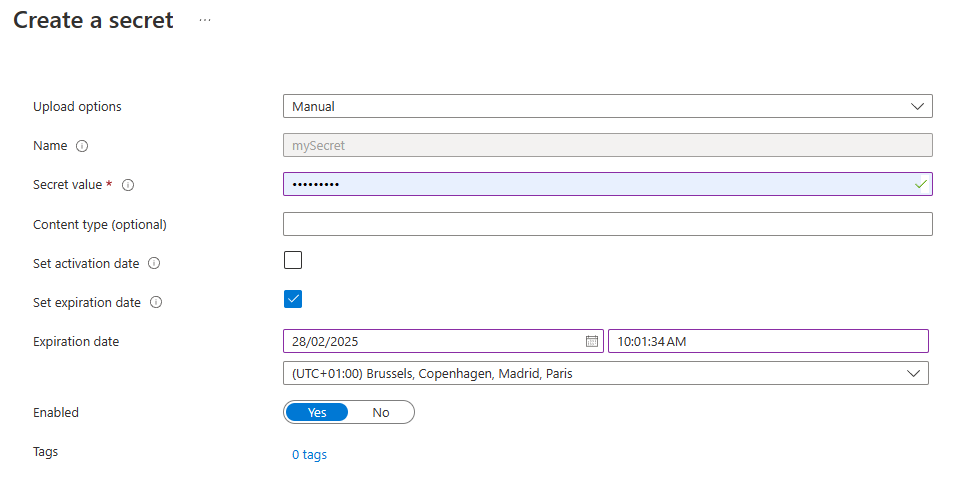 Create a secret ...
Upload options Manual
Name mySecret
Secret value * •••••••••
Content type (optional)
Set activation date
Set expiration date
Expiration date 28/02/2025 10:01:34 AM
(UTC+01:00) Brussels, Copenhagen, Madrid, Paris
Enabled Yes No
Tags 0 tags